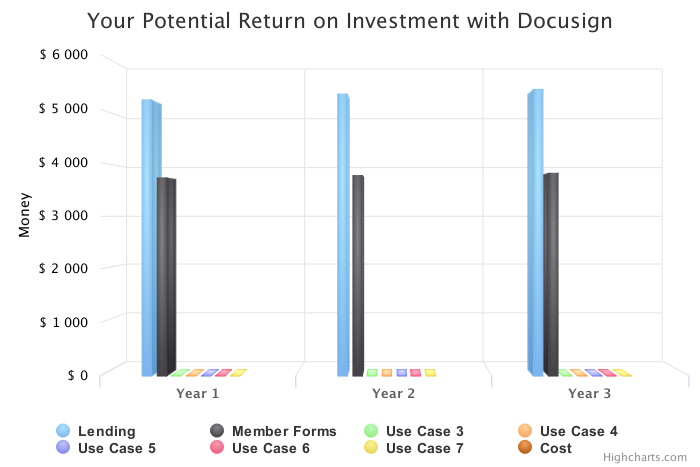 Your Potential Return on Investment with Docusign
$ 6 000
$ 5 000
$ 4 000
$ 3 000
$ 2 000
$ 1 000
$ 0
Money
Year 1 Year 2 Year 3
Lending Member Forms Use Case 3 Use Case 4
Use Case 5 Use Case 6 Use Case 7 Cost
Highcharts.com